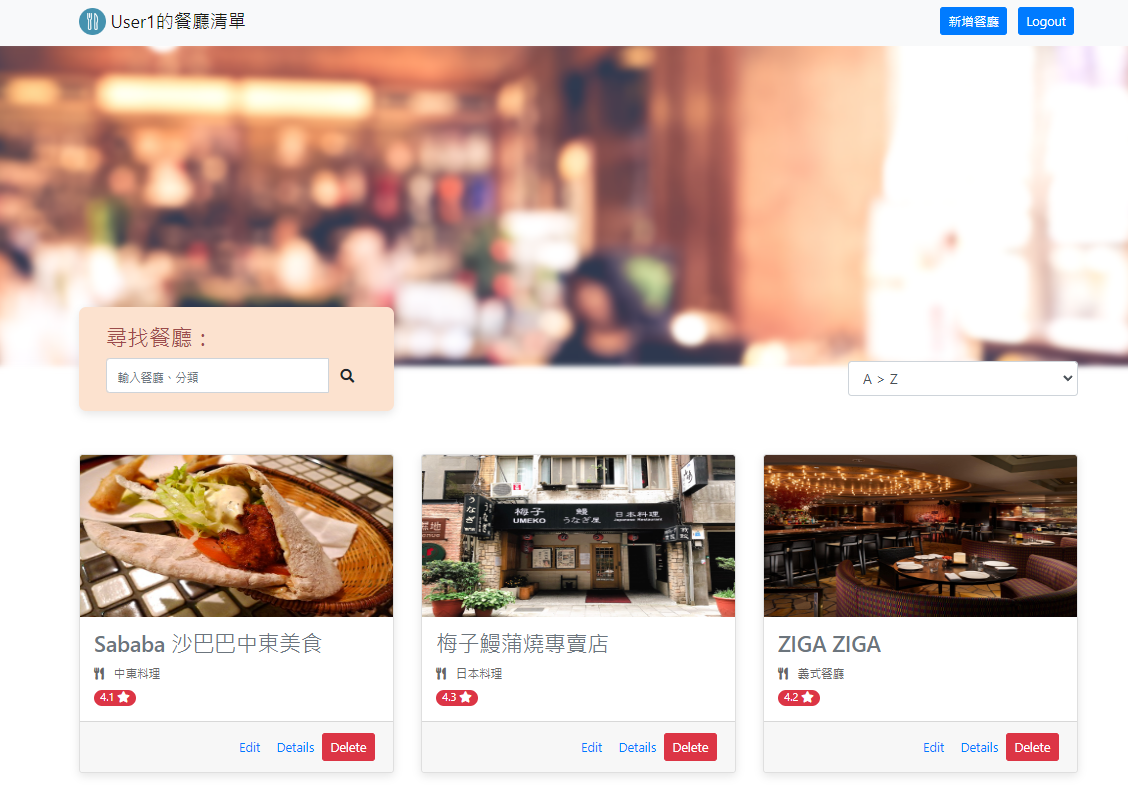 User1的餐廳清單
新增餐廳 Logout
尋找餐廳：
輸入餐廳、分類
A > Z
梅子
UMEKO
鰻
うなぎ屋
日本料理
Japanese Restaurant
うなぎ
Sababa 沙巴巴中東美食
中東料理
4.1
Edit Details Delete
梅子鰻蒲燒專賣店
日本料理
4.3
Edit Details Delete
ZIGA ZIGA
義式餐廳
4.2
Edit Details Delete